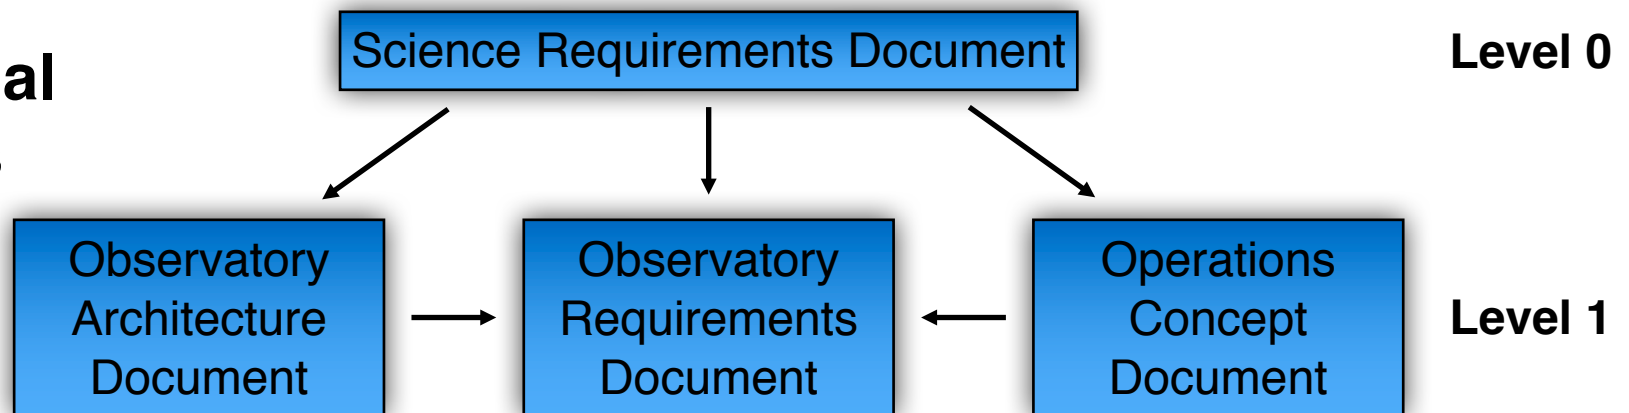 Science Requirements Document
Level 0
al
Observatory
Architecture
Document
Observatory
Requirements
Document
Operations
Concept
Document
Level 1